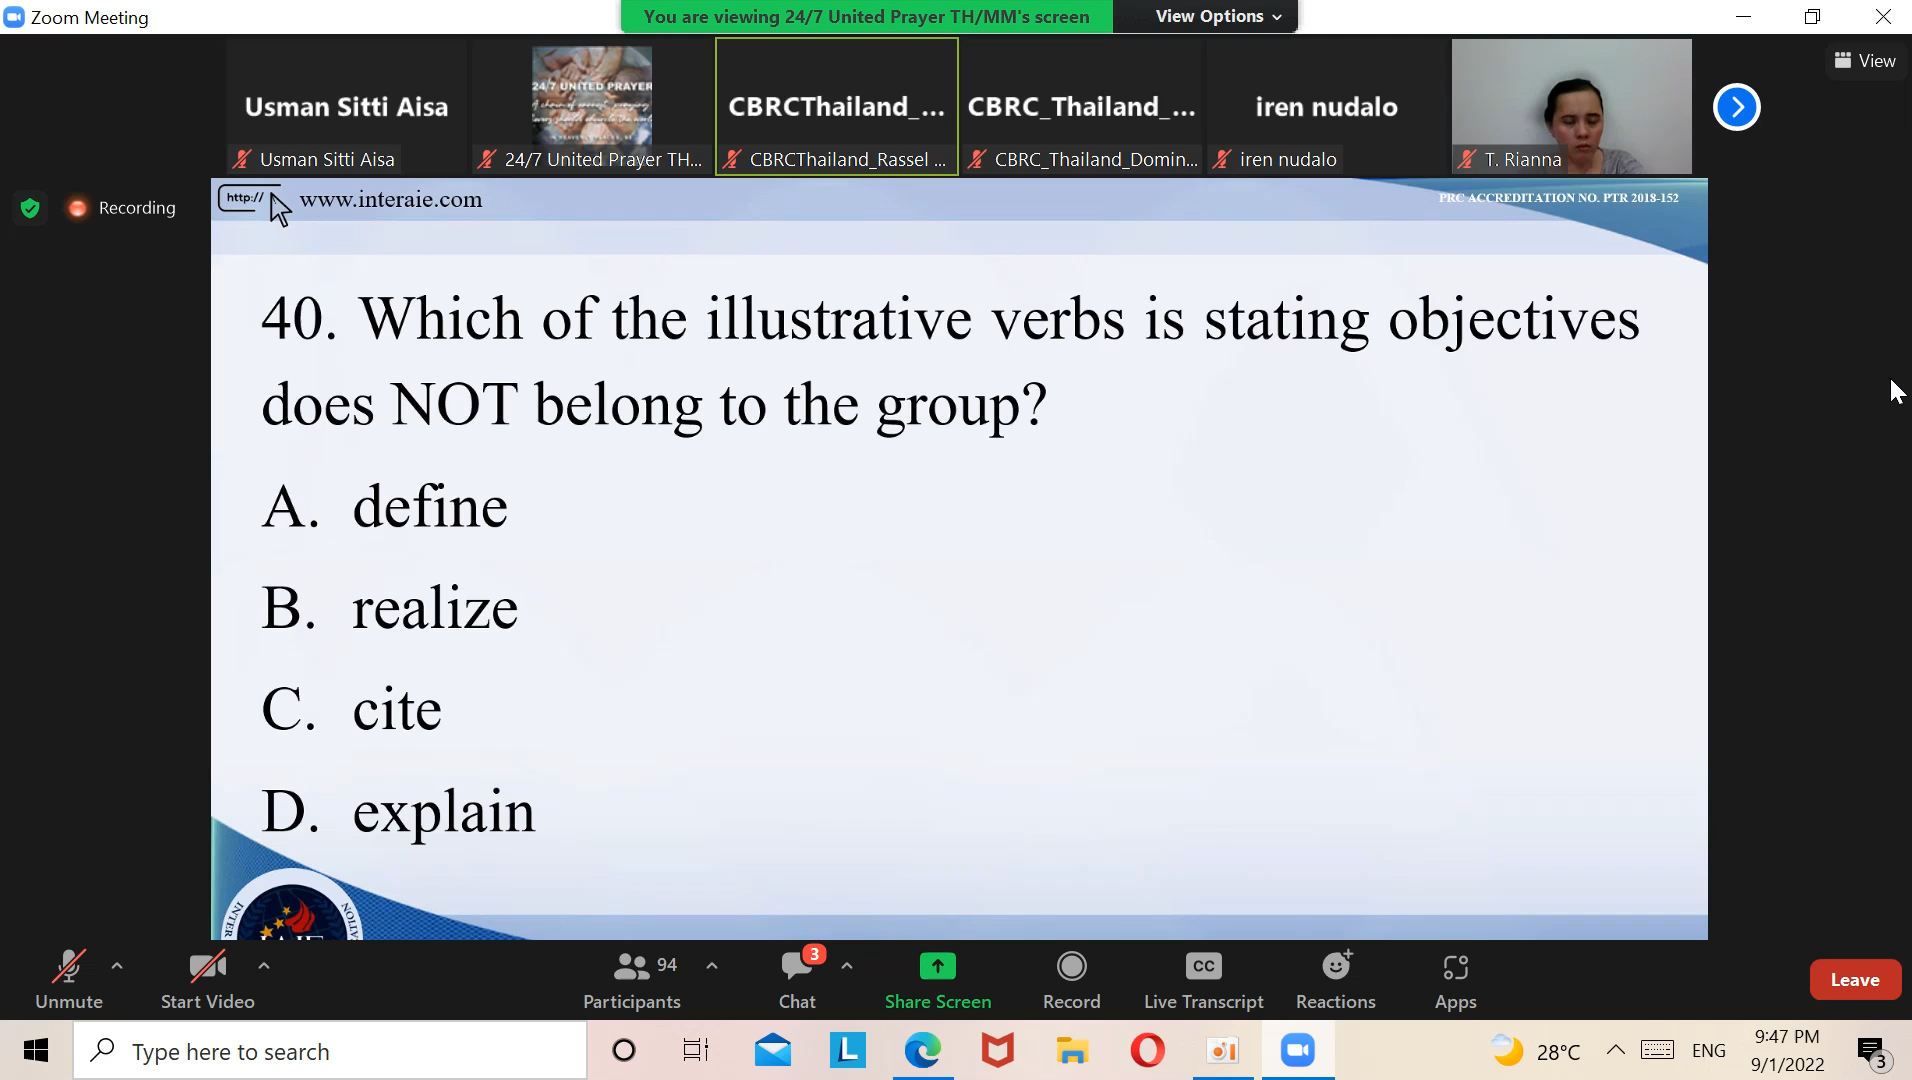 Zoom Meeting
You are viewing 24/7 United Prayer TH/MM's screen
View Options
Usman Sitti Aisa
24/7 UNITED PRAYER
CBRCThailand_...
CBRC_Thailand_...
iren nudalo
View
Usman Sitti Aisa
24/7 United Prayer TH...
CBRCThailand_Rassel ...
CBRC_Thailand_Domin...
iren nudalo
T. Rianna
Recording
http://
www.interaie.com
PRC ACCREDITATION NO. PTR 2018-152
40. Which of the illustrative verbs is stating objectives
does NOT belong to the group?
A. define
B. realize
C. cite
D. explain
Unmute
Start Video
94
Participants
3
Chat
Share Screen
Record
CC
Live Transcript
Reactions
Apps
Leave
Type here to search
L
28°C
ENG
9:47 PM
9/1/2022
3